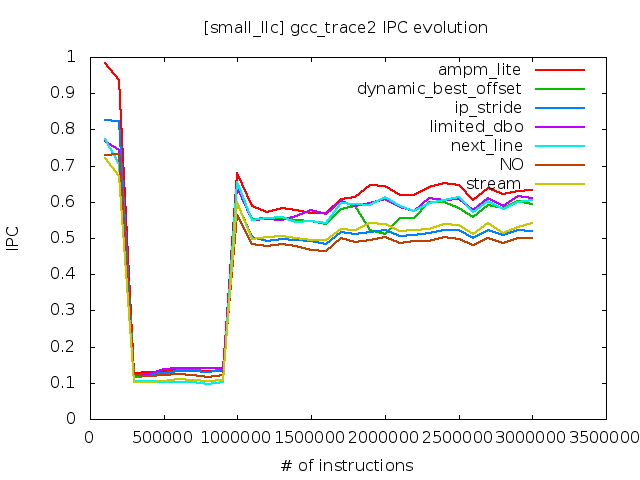 [small_llc] gcc_trace2 IPC evolution
1
0.9
0.8
0.7
0.6
0.5
0.4
0.3
0.2
0.1
0
IPC
ampm_lite
dynamic_best_offset
ip_stride
limited_dbo
next_line
NO
stream
0 500000 1000000 1500000 2000000 2500000 3000000 3500000
# of instructions